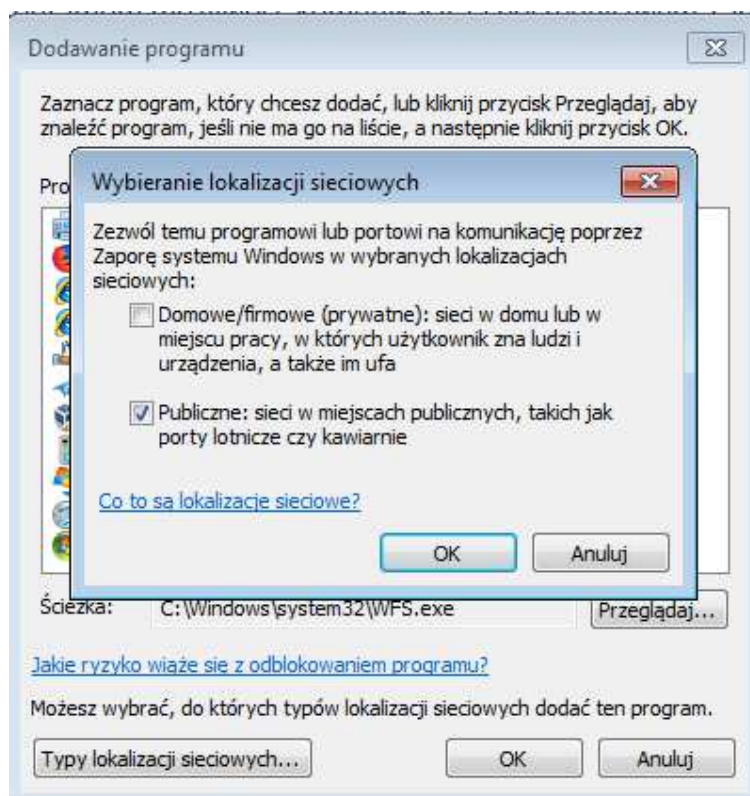 Dodawanie programu
Zaznacz program, który chcesz dodać, lub kliknij przycisk Przeglądaj, aby
znaleźć program, jeśli nie ma go na liście, a następnie kliknij przycisk OK.
Pro
Wybieranie lokalizacji sieciowych
Zezwól temu programowi lub portowi na komunikację poprzez
Zaporę systemu Windows w wybranych lokalizacjach
sieciowych:
Domowe/firmowe (prywatne): sieci w domu lub w
miejscu pracy, w których użytkownik zna ludzi i
urządzenia, a także im ufa
Publiczne: sieci w miejscach publicznych, takich jak
porty lotnicze czy kawiarnie
Co to są lokalizacje sieciowe?
OK Anuluj
Ścieżka: C:\Windows\system32\WFS.exe Przeglądaj...
Jakie ryzyko wiąże się z odblokowaniem programu?
Możesz wybrać, do których typów lokalizacji sieciowych dodać ten program.
Typy lokalizacji sieciowych... OK Anuluj